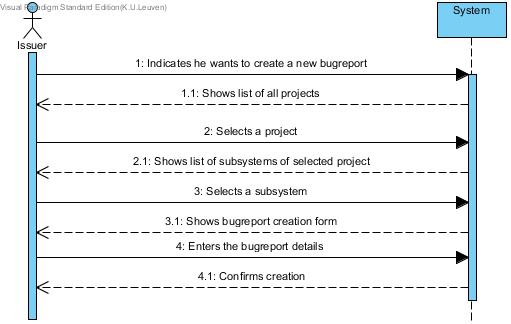 Visual Paradigm Standard Edition(K.U.Leuven)
System
Issuer
1: Indicates he wants to create a new bugreport
1.1: Shows list of all projects
2: Selects a project
2.1: Shows list of subsystems of selected project
3: Selects a subsystem
3.1: Shows bugreport creation form
4: Enters the bugreport details
4.1: Confirms creation